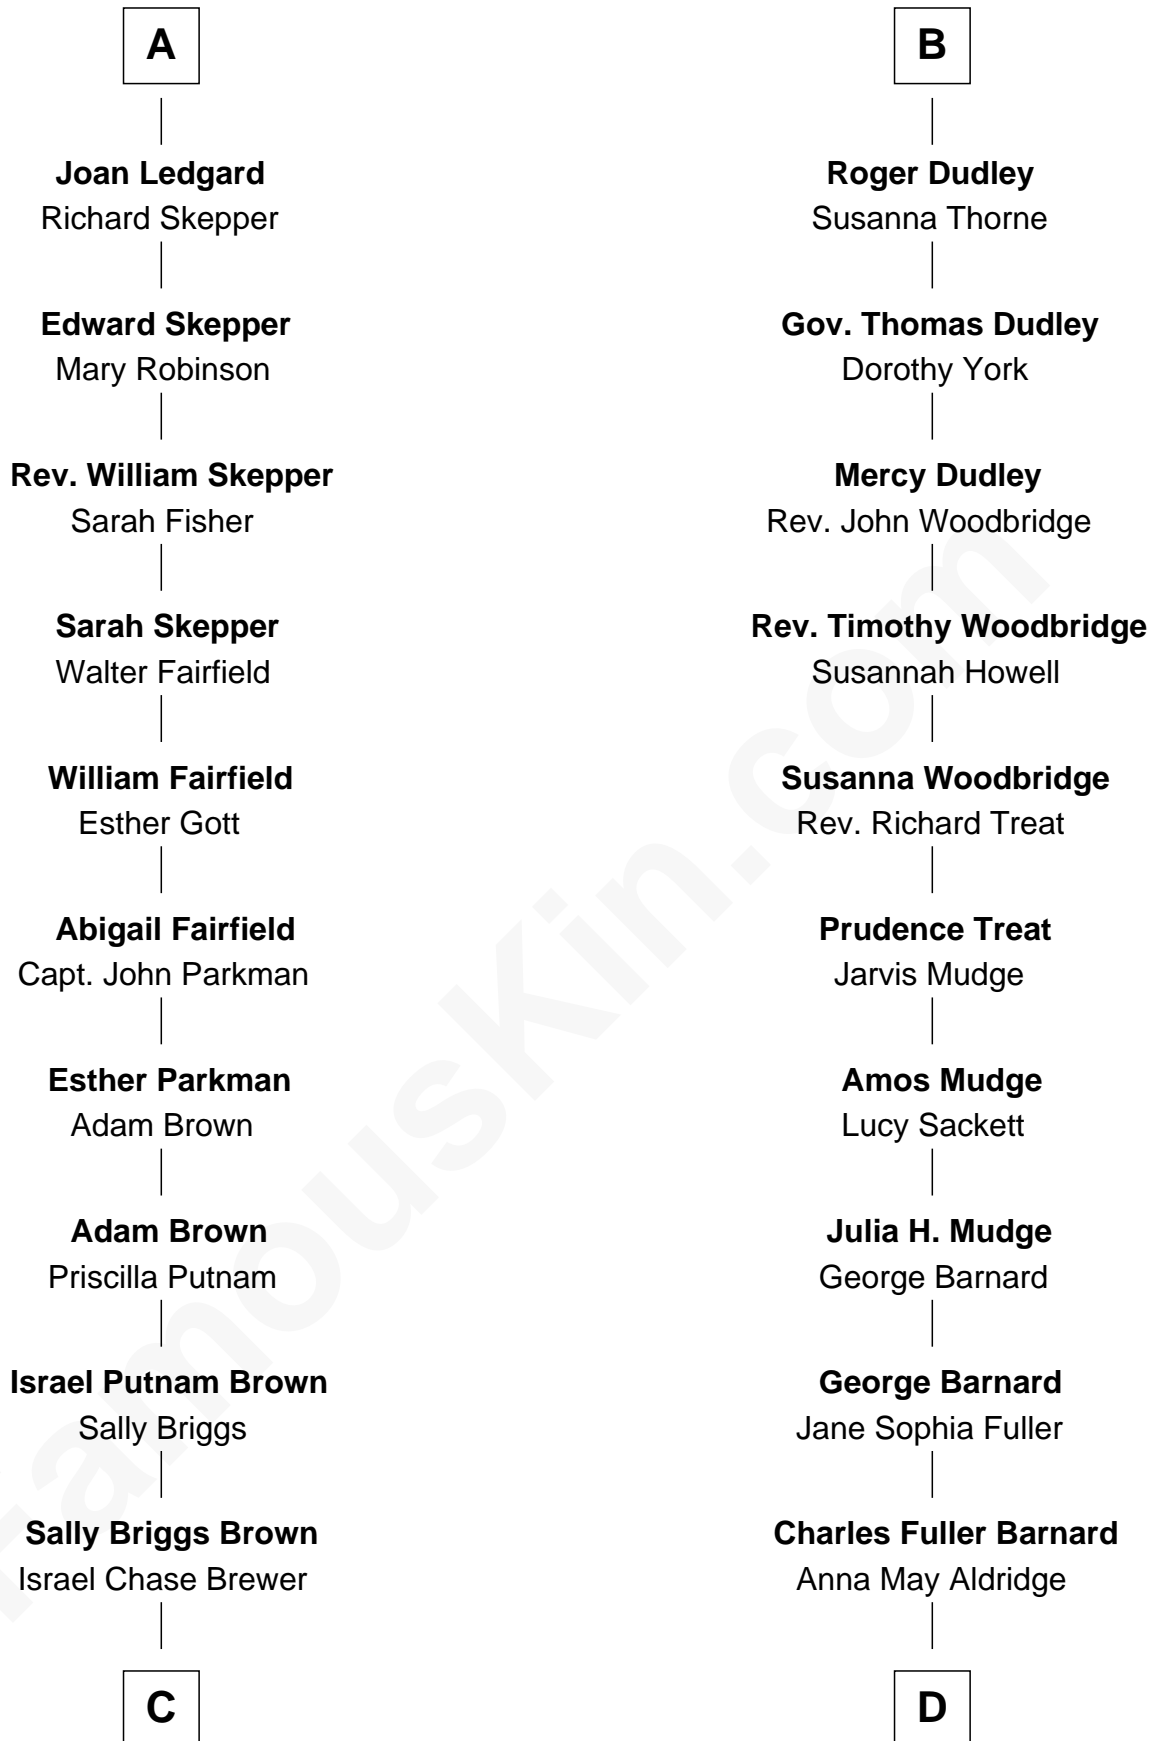 A
Joan Ledgard
Richard Skepper
Edward Skepper
Mary Robinson
Rev. William Skepper
Sarah Fisher
Sarah Skepper
Walter Fairfield
William Fairfield
Esther Gott
Abigail Fairfield
Capt. John Parkman
Esther Parkman
Adam Brown
Adam Brown
Priscilla Putnam
Israel Putnam Brown
Sally Briggs
Sally Briggs Brown
Israel Chase Brewer
C
B
Roger Dudley
Susanna Thorne
Gov. Thomas Dudley
Dorothy York
Mercy Dudley
Rev. John Woodbridge
Rev. Timothy Woodbridge
Susannah Howell
Susanna Woodbridge
Rev. Richard Treat
Prudence Treat
Jarvis Mudge
Amos Mudge
Lucy Sackett
Julia H. Mudge
George Barnard
George Barnard
Jane Sophia Fuller
Charles Fuller Barnard
Anna May Aldridge
D
FamousKin.com